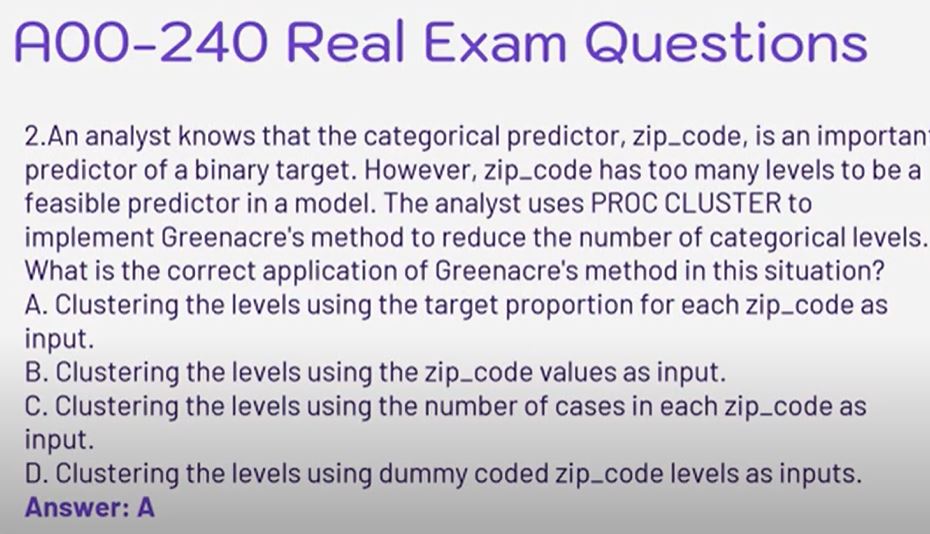 A00-240 Real Exam Questions
2.An analyst knows that the categorical predictor, zip_code, is an important
predictor of a binary target. However, zip_code has too many levels to be a
feasible predictor in a model. The analyst uses PROC CLUSTER to
implement Greenacre's method to reduce the number of categorical levels.
What is the correct application of Greenacre's method in this situation?
A. Clustering the levels using the target proportion for each zip_code as
input.
B. Clustering the levels using the zip_code values as input.
C. Clustering the levels using the number of cases in each zip_code as
input.
D. Clustering the levels using dummy coded zip_code levels as inputs.
Answer: A